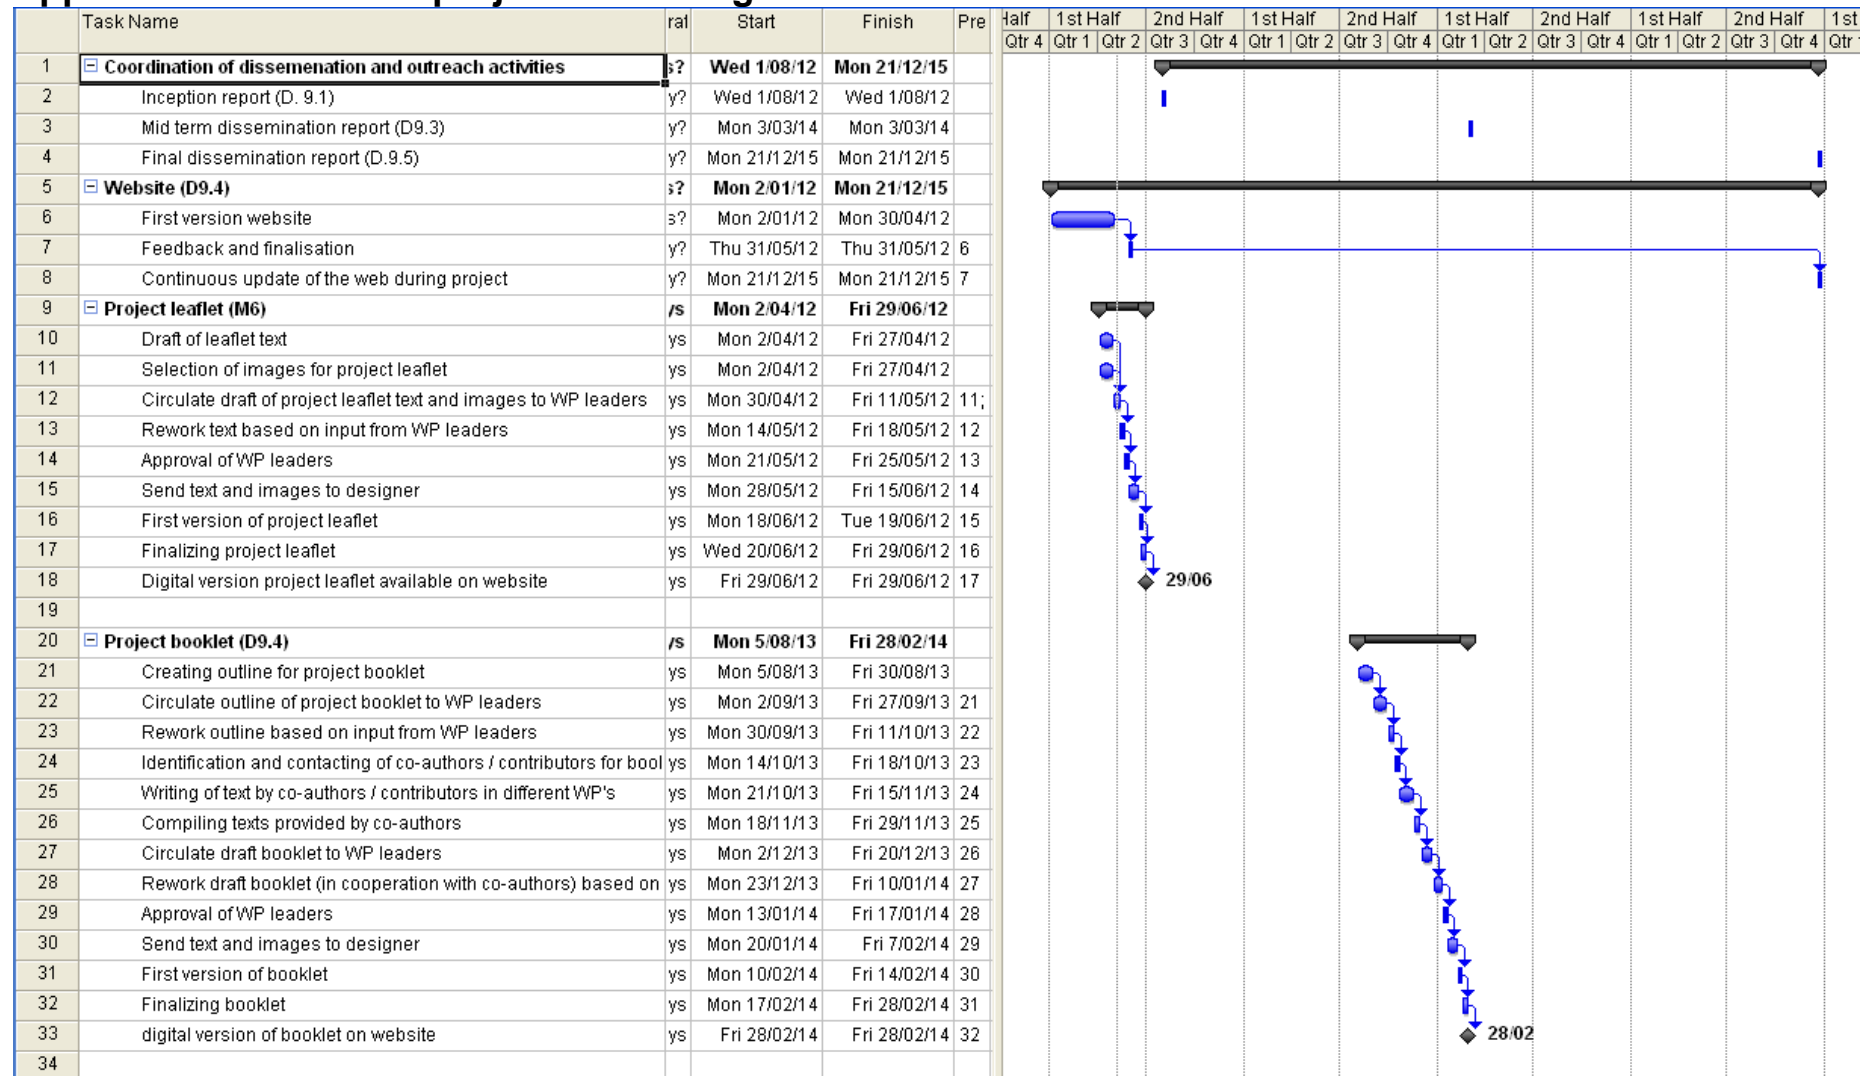 Task Name ral Start Finish Pre Half 1st Half 2nd Half 1st Half 2nd Half 1st Half 2nd Half 1st Half 2nd Half 1st
Qtr 4 Qtr 1 Qtr 2 Qtr 3 Qtr 4 Qtr 1 Qtr 2 Qtr 3 Qtr 4 Qtr 1 Qtr 2 Qtr 3 Qtr 4 Qtr 1 Qtr 2 Qtr 3 Qtr 4 Qtr
1 Coordination of dissemenation and outreach activities s? Wed 1/08/12 Mon 21/12/15
2 Inception report (D. 9.1) y? Wed 1/08/12 Wed 1/08/12
3 Mid term dissemination report (D9.3) y? Mon 3/03/14 Mon 3/03/14
4 Final dissemination report (D.9.5) y? Mon 21/12/15 Mon 21/12/15
5 Website (D9.4) s? Mon 2/01/12 Mon 21/12/15
6 First version website s? Mon 2/01/12 Mon 30/04/12
7 Feedback and finalisation y? Thu 31/05/12 Thu 31/05/12 6
8 Continuous update of the web during project y? Mon 21/12/15 Mon 21/12/15 7
9 Project leaflet (M6) ys Mon 2/04/12 Fri 29/06/12
10 Draft of leaflet text ys Mon 2/04/12 Fri 27/04/12
11 Selection of images for project leaflet ys Mon 2/04/12 Fri 27/04/12
12 Circulate draft of project leaflet text and images to WP leaders ys Mon 30/04/12 Fri 11/05/12 11;
13 Rework text based on input from WP leaders ys Mon 14/05/12 Fri 18/05/12 12
14 Approval of WP leaders ys Mon 21/05/12 Fri 25/05/12 13
15 Send text and images to designer ys Mon 28/05/12 Fri 15/06/12 14
16 First version of project leaflet ys Mon 18/06/12 Tue 19/06/12 15
17 Finalizing project leaflet ys Wed 20/06/12 Fri 29/06/12 16
18 Digital version project leaflet available on website ys Fri 29/06/12 Fri 29/06/12 17 29/06
19
20 Project booklet (D9.4) ys Mon 5/08/13 Fri 28/02/14
21 Creating outline for project booklet ys Mon 5/08/13 Fri 30/08/13
22 Circulate outline of project booklet to WP leaders ys Mon 2/09/13 Fri 27/09/13 21
23 Rework outline based on input from WP leaders ys Mon 30/09/13 Fri 11/10/13 22
24 Identification and contacting of co-authors / contributors for bool ys Mon 14/10/13 Fri 18/10/13 23
25 Writing of text by co-authors / contributors in different WP's ys Mon 21/10/13 Fri 15/11/13 24
26 Compiling texts provided by co-authors ys Mon 18/11/13 Fri 29/11/13 25
27 Circulate draft booklet to WP leaders ys Mon 2/12/13 Fri 20/12/13 26
28 Rework draft booklet (in cooperation with co-authors) based on ys Mon 23/12/13 Fri 10/01/14 27
29 Approval of WP leaders ys Mon 13/01/14 Fri 17/01/14 28
30 Send text and images to designer ys Mon 20/01/14 Fri 7/02/14 29
31 First version of booklet ys Mon 10/02/14 Fri 14/02/14 30
32 Finalizing booklet ys Mon 17/02/14 Fri 28/02/14 31
33 digital version of booklet on website ys Fri 28/02/14 Fri 28/02/14 32 28/02
34